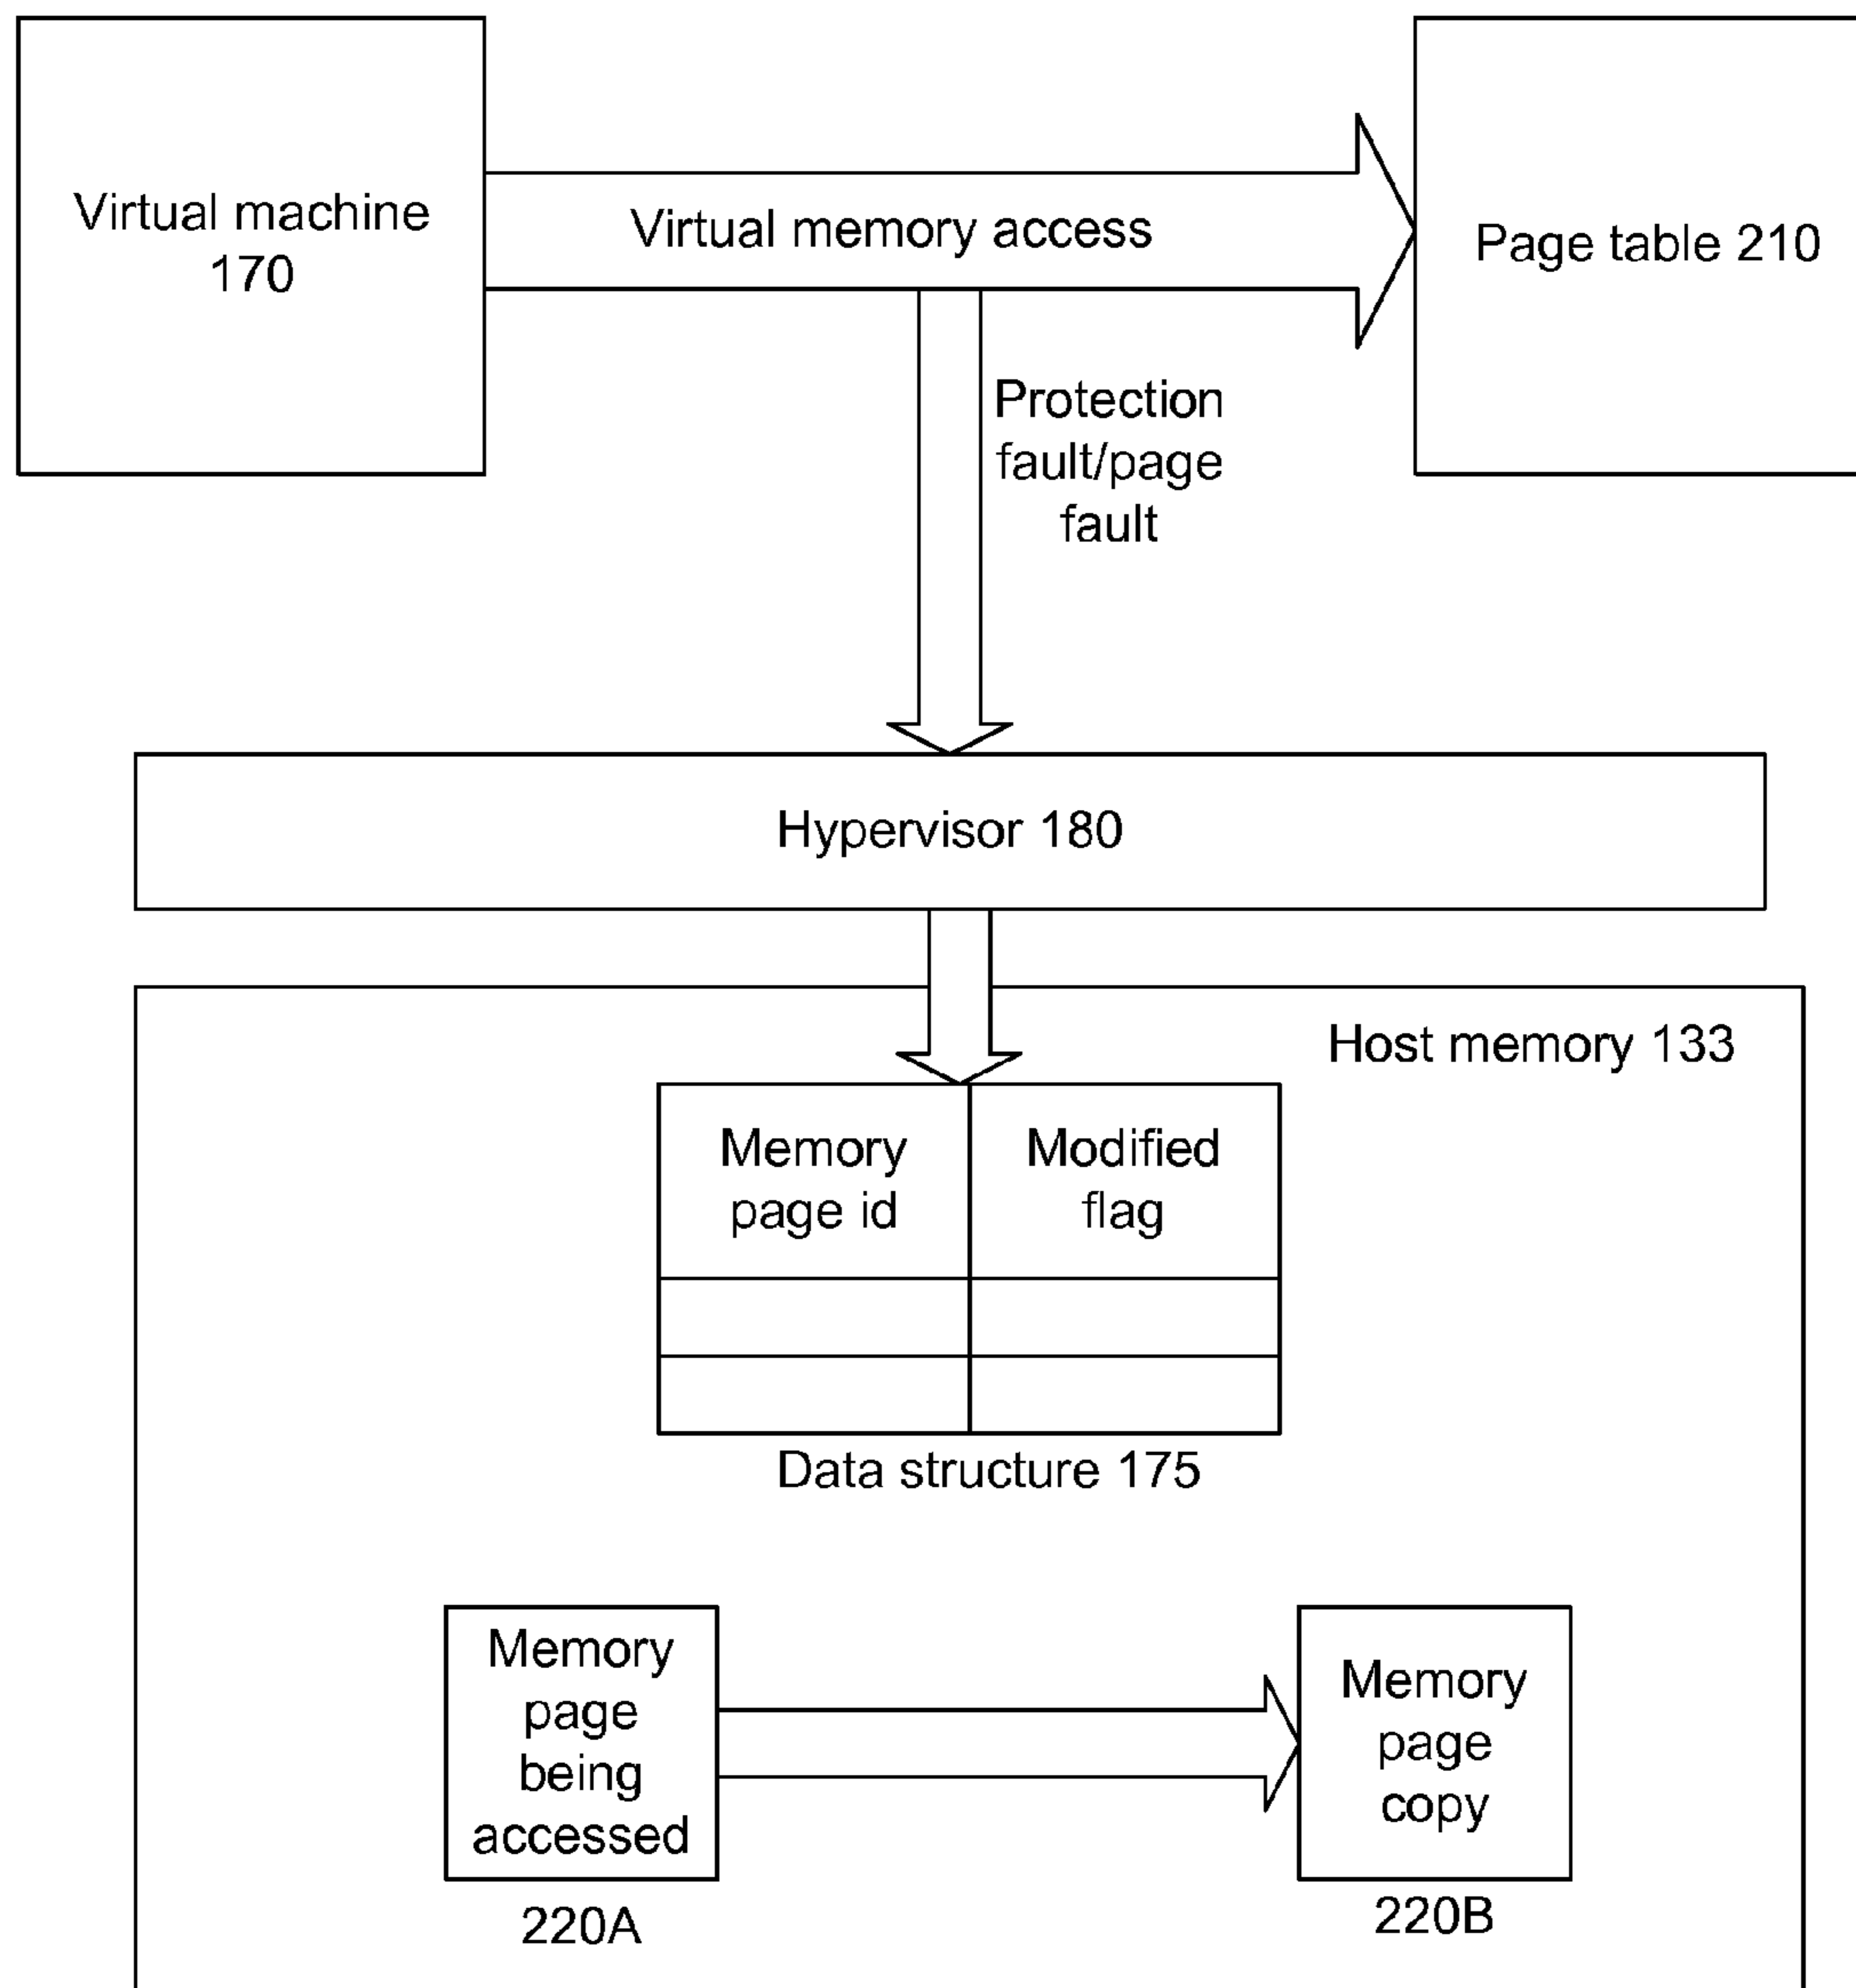 Virtual machine
170
Virtual memory access
Page table 210
Protection
fault/page
fault
Hypervisor 180
Host memory 133
Memory
page id
Modified
flag
Data structure 175
Memory
page
being
accessed
220A
Memory
page
copy
220B